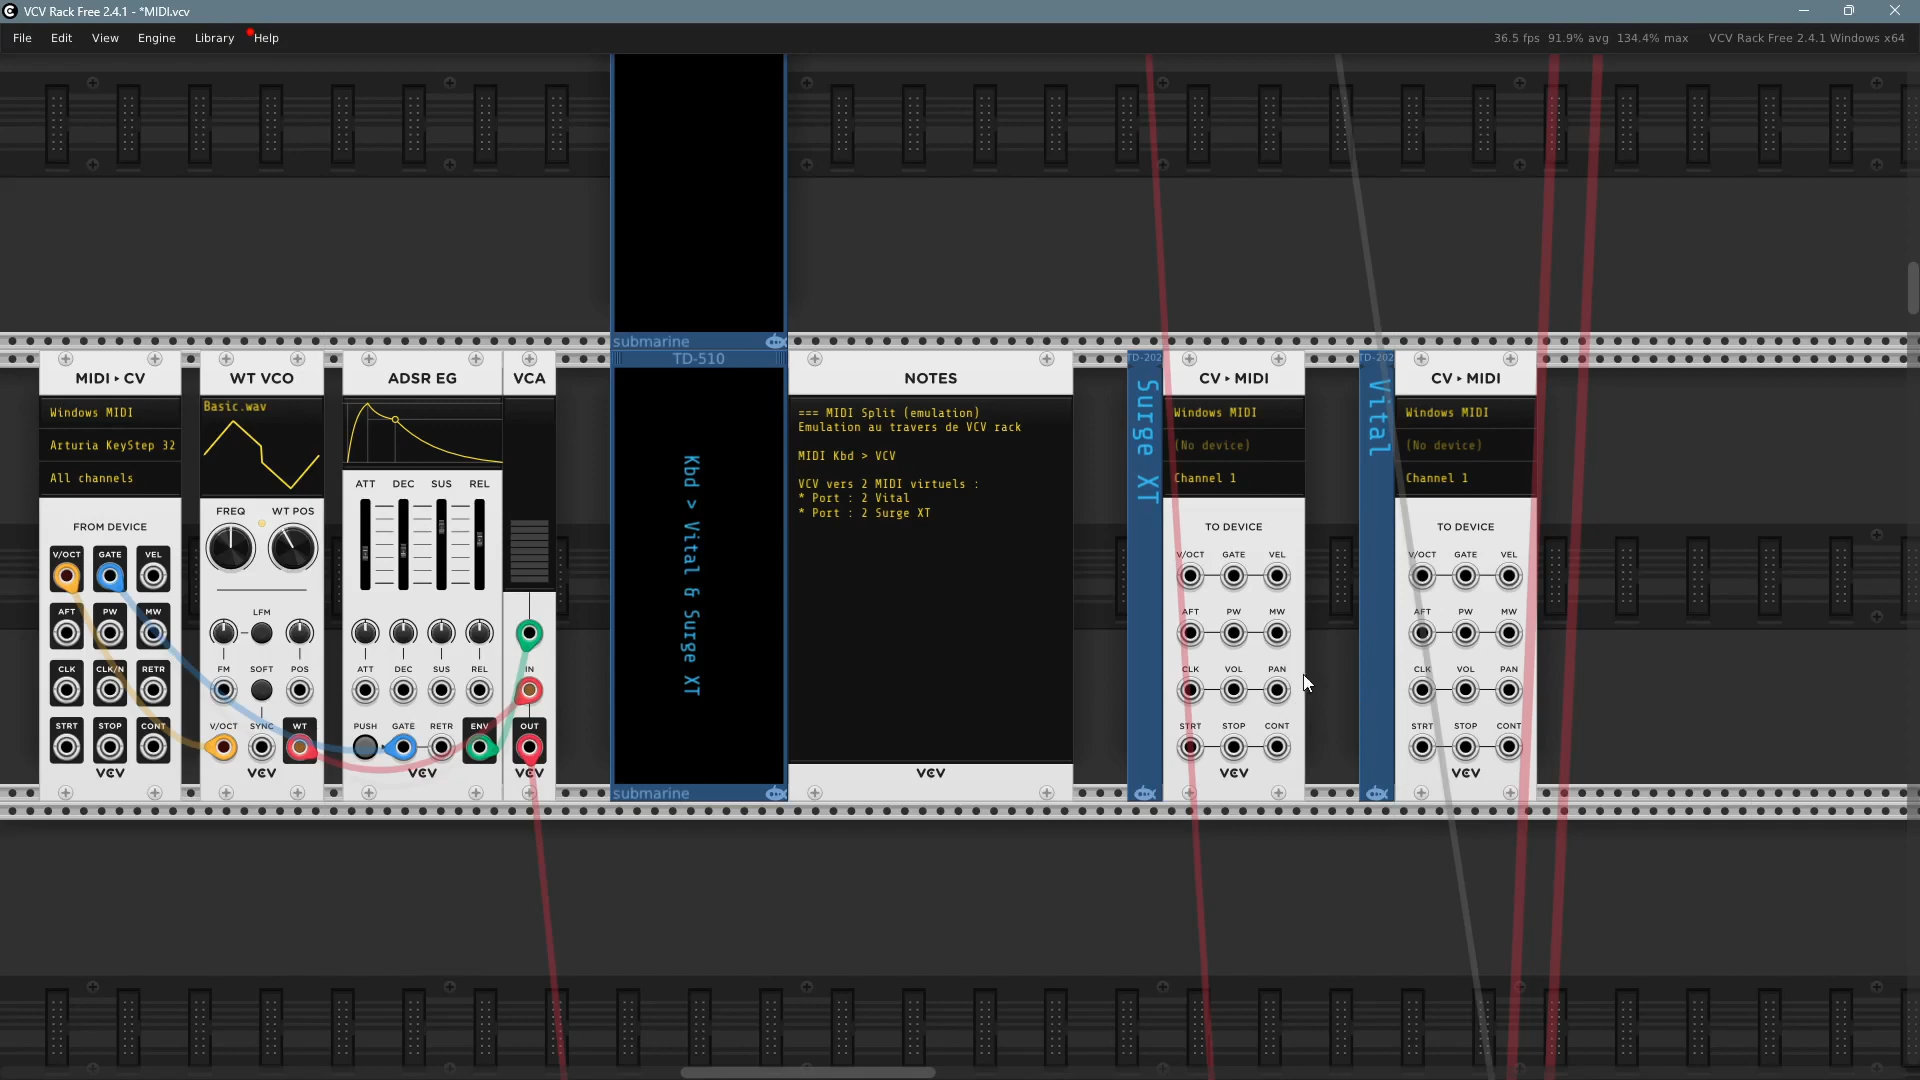 VCV Rack Free 2.4.1 - *MIDI.vcv
File Edit View Engine Library Help
36.5 fps 91.9% avg 134.4% max VCV Rack Free 2.4.1 Windows x64
MIDI ▸ CV
Windows MIDI
Arturia KeyStep 32
All channels
FROM DEVICE
V/OCT GATE VEL
AFT PW MW
CLK CLK/N RETR
STRT STOP CONT
VCV
WT VCO
Basic.wav
FREQ WT POS
LFM
FM SOFT POS
V/OCT SYNC WT
VCV
ADSR EG
ATT DEC SUS REL
ATT DEC SUS REL
PUSH GATE RETR ENV
VCV
VCA
IN
OUT
VCV
submarine
TD-510
Kbd > Vital & Surge XT
submarine
NOTES
=== MIDI Split (emulation)
Emulation au travers de VCV rack
MIDI Kbd > VCV
VCV vers 2 MIDI virtuels :
* Port : 2 Vital
* Port : 2 Surge XT
VCV
TD-202
Surge XT
CV ▸ MIDI
Windows MIDI
(No device)
Channel 1
TO DEVICE
V/OCT GATE VEL
AFT PW MW
CLK VOL PAN
STRT STOP CONT
VCV
TD-202
Vital
CV ▸ MIDI
Windows MIDI
(No device)
Channel 1
TO DEVICE
V/OCT GATE VEL
AFT PW MW
CLK VOL PAN
STRT STOP CONT
VCV